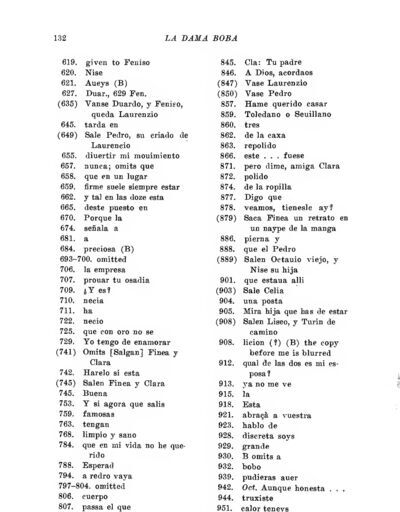 132 LA DAMA BOBA
619. given to Feniso
620. Nise
621. Aueys (B)
627. Duar., 629 Fen.
(635) Vanse Duardo, y Feniso,
queda Laurenzio
645. tarda en
(649) Sale Pedro, su criado de
Laurencio
655. diuertir mi mouimiento
657. nunca; omits que
658. que en un lugar
659. firme suele siempre estar
662. y tal en las doze esta
665. deste puesto en
670. Porque la
674. señala a
681. a
684. preciosa (B)
693-700. omitted
706. la empresa
707. prouar tu osadia
709. ¿Y es?
710. necia
711. ha
722. necio
725. que con oro no se
729. Yo tengo de enamorar
(741) Omits [Salgan] Finea y
Clara
742. Harelo si esta
(745) Salen Finea y Clara
745. Buena
753. Y si agora que salis
759. famosas
763. tengan
768. limpio y sano
784. que en mi vida no he que-
rido
788. Esperad
794. a redro vaya
797-804. omitted
806. cuerpo
807. passa el que
845. Cla: Tu padre
846. A Dios, acordaos
(847) Vase Laurenzio
(850) Vase Pedro
857. Hame querido casar
859. Toledano o Seuillano
860. tres
862. de la caxa
863. repolido
866. este . . . fuese
871. pero dime, amiga Clara
872. polido
874. de la ropilla
877. Digo que
878. veamos, tienesle ay?
(879) Saca Finea un retrato en
un naype de la manga
886. pierna y
888. que el Pedro
(889) Salen Octauio viejo, y
Nise su hija
901. que estaua alli
(903) Sale Celia
904. una posta
905. Mira hija que has de estar
(908) Salen Liseo, y Turin de
camino
908. licion (?) (B) the copy
before me is blurred
912. qual de las dos es mi es-
posa?
913. ya no me ve
915. la
918. Esta
921. abraçà a vuestra
923. hablo de
928. discreta soys
929. grande
930. B omits a
932. bobo
939. pudieras auer
942. Oct. Aunque honesta . . .
944. truxiste
951. calor teneys